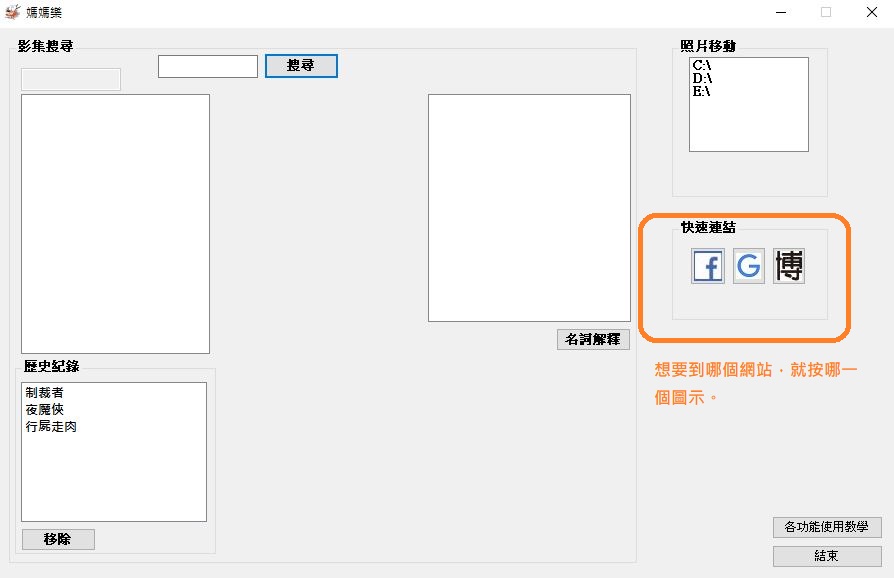 媽媽樂
影集搜尋
搜尋
照片移動
C:\
D:\
E:\
快速連結
f G 博
名詞解釋
想要到哪個網站，就按哪一
個圖示。
歷史紀錄
制裁者
夜魔俠
行屍走肉
移除
各功能使用教學
結束